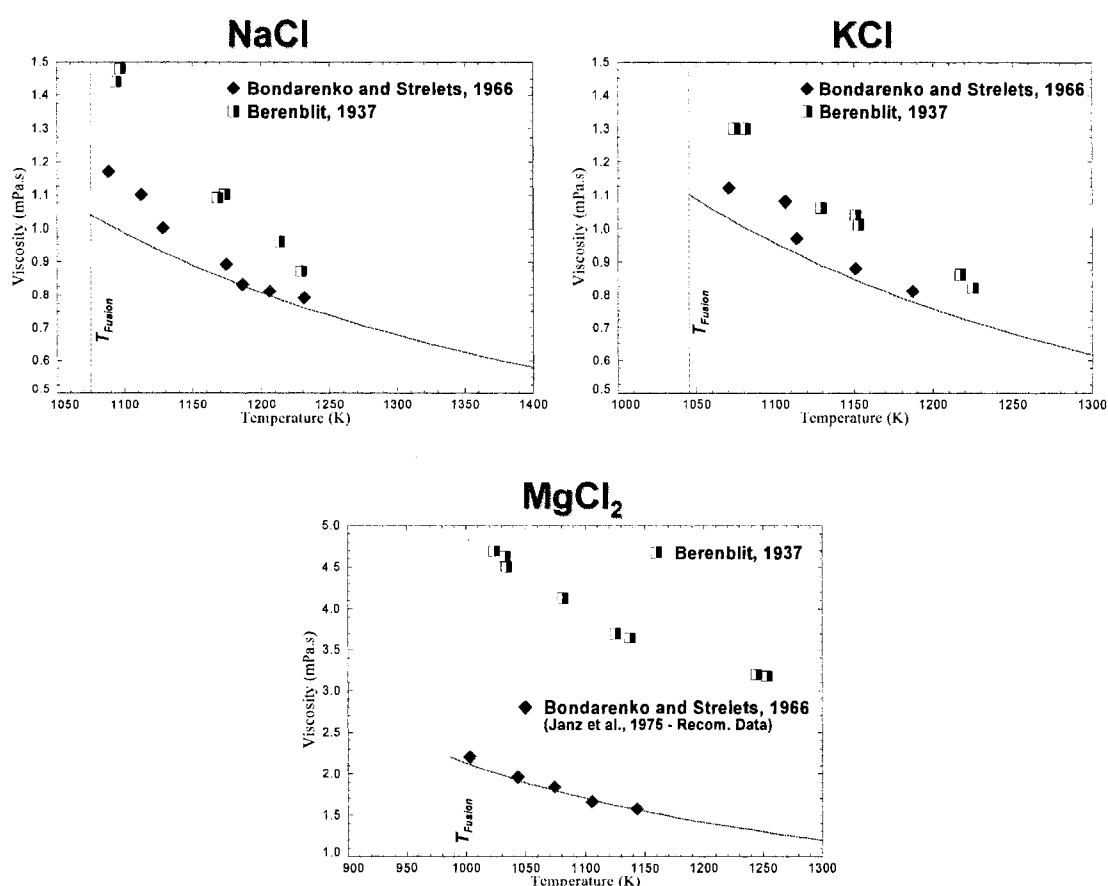 NaCl
1.5
1.4
1.3
1.2
1.1
1.0
0.9
0.8
0.7
0.6
0.5
Viscosity (mPa.s)
Bondarenko and Strelets, 1966
Berenblit, 1937
T Fusion
1050 1100 1150 1200 1250 1300 1350 1400
Temperature (K)
KCl
1.5
1.4
1.3
1.2
1.1
1.0
0.9
0.8
0.7
0.6
0.5
Viscosity (mPa.s)
Bondarenko and Strelets, 1966
Berenblit, 1937
T Fusion
1000 1050 1100 1150 1200 1250 1300
Temperature (K)
MgCl2
5.0
4.5
4.0
3.5
3.0
2.5
2.0
1.5
1.0
Viscosity (mPa.s)
Berenblit, 1937
Bondarenko and Strelets, 1966
(Janz et al., 1975 - Recom. Data)
T Fusion
900 950 1000 1050 1100 1150 1200 1250 1300
Temperature (K)